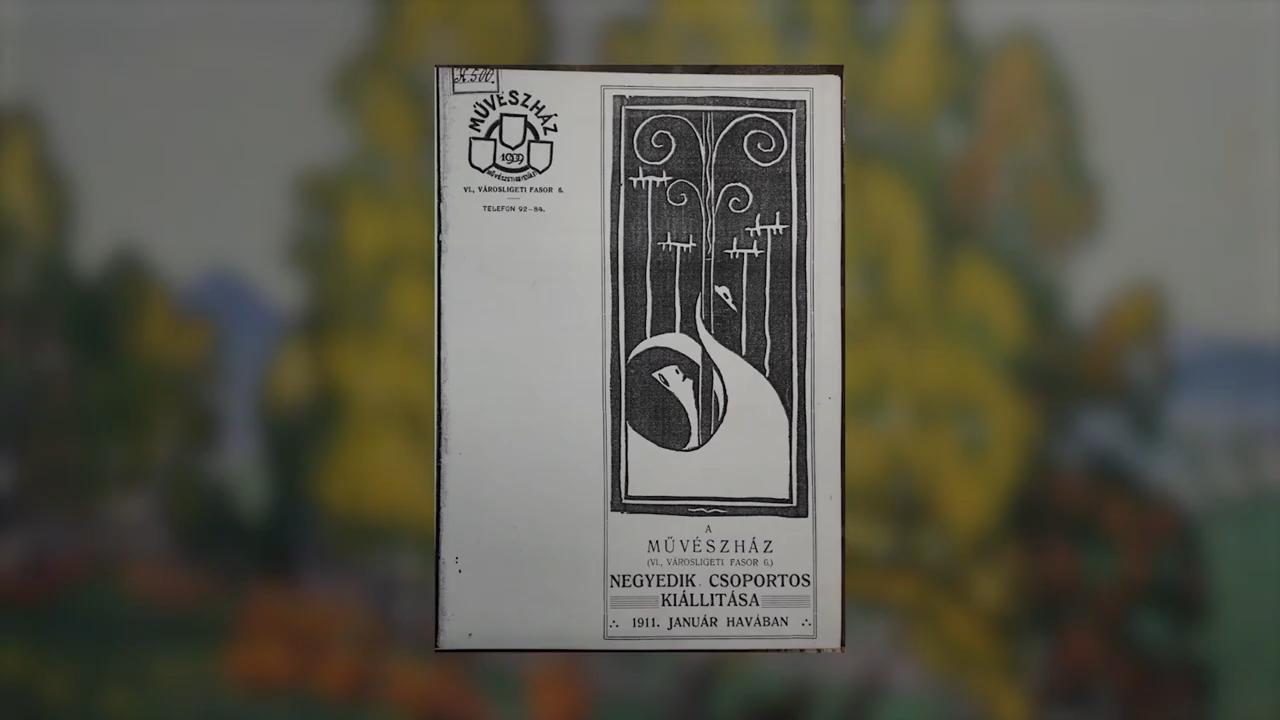 K 500.
MŰVÉSZHÁZ
1909
VI., VÁROSLIGETI FASOR 6.
TELEFON 92–84.
A
MŰVÉSZHÁZ
(VI., VÁROSLIGETI FASOR 6.)
NEGYEDIK CSOPORTOS
KIÁLLITÁSA
1911. JANUÁR HAVÁBAN